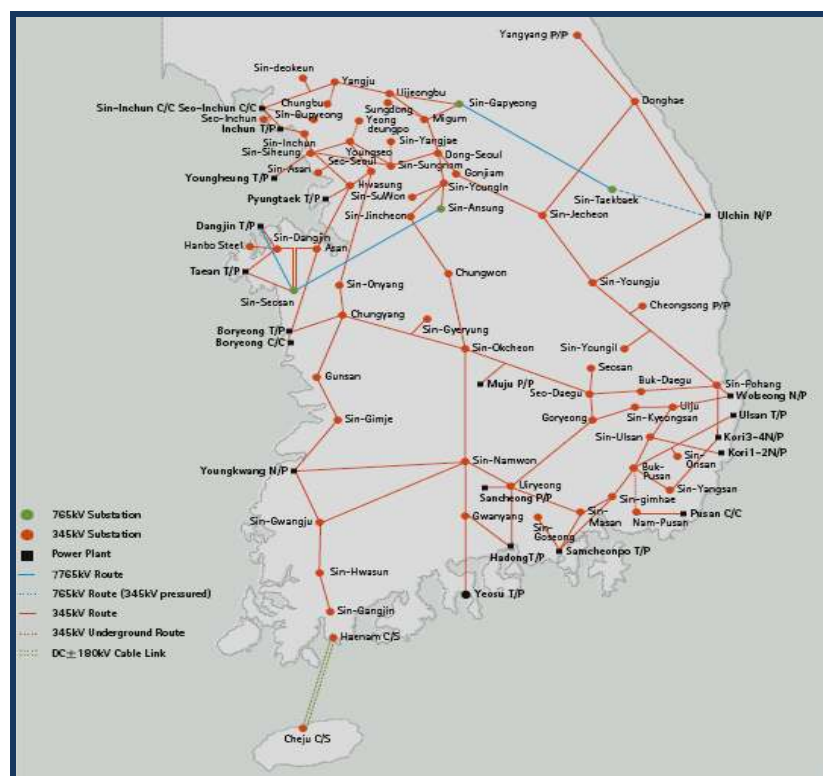 Yangyang P/P
Sin-deokeun
Yangju
Uijeongbu
Sin-Gapyeong
Donghae
Sin-Inchun C/C Seo-Inchun C/C
Chungbu
Sungdong
Seo-Inchun
Sin-Gupyeong
Yeong
deungpo
Migum
Inchun T/P
Sin-Inchun
Sin-Yangjae
Sin-Siheung
Youngseo
Dong-Seoul
Seo-Seoul
Sin-Sungnam
Sin-Asan
Gonjiam
Youngheung T/P
Hwasung
Sin-YoungIn
Sin-Taekbaek
Pyungtaek T/P
Sin-SuWon
Sin-Ansung
Sin-Jincheon
Sin-Jecheon
Ulchin N/P
Dangjin T/P
Sin-Dangjin
Hanbo Steel
Asan
Taean T/P
Chungwon
Sin-Onyang
Sin-Youngju
Sin-Seosan
Cheongsong P/P
Chungyang
Boryeong T/P
Sin-Gyeryung
Boryeong C/C
Sin-Okcheon
Sin-Youngil
Seosan
Gunsan
Muju P/P
Buk-Daegu
Sin-Pohang
Seo-Daegu
Wolseong N/P
Ulju
Sin-Gimje
Goryeong
Sin-Kyeongsan
Ulsan T/P
Sin-Ulsan
Kori3-4N/P
Sin-Namwon
Kori1-2N/P
Youngkwang N/P
Buk-
Pusan
Sin-
Onsan
Uiryeong
Sancheong P/P
Sin-Yangsan
Sin-gimhae
Gwanyang
Sin-
Goseong
Sin-
Masan
Nam-Pusan
Pusan C/C
Sin-Gwangju
HadongT/P
Samcheonpo T/P
Sin-Hwasun
Yeosu T/P
Sin-Gangjin
Haenam C/S
Cheju C/S
765kV Substation
345kV Substation
Power Plant
7765kV Route
765kV Route (345kV pressured)
345kV Route
345kV Underground Route
DC±180kV Cable Link